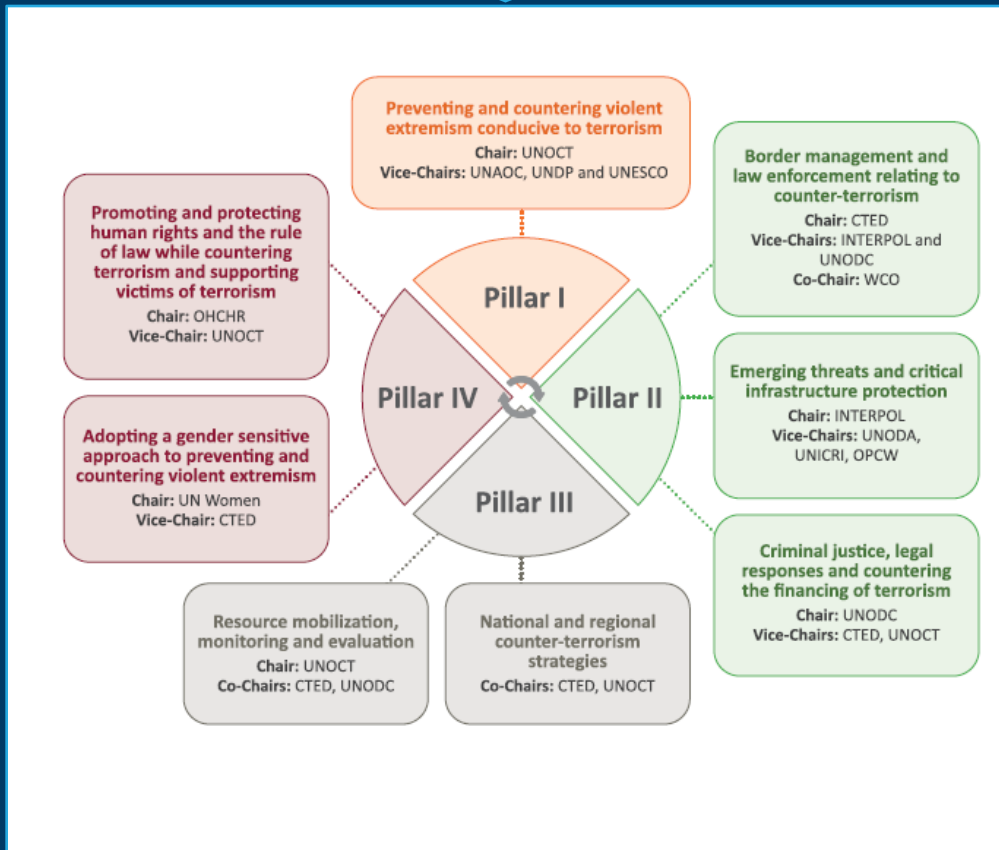 Preventing and countering violent
extremism conducive to terrorism
Chair: UNOCT
Vice-Chairs: UNAOC, UNDP and UNESCO
Border management and
law enforcement relating to
counter-terrorism
Chair: CTED
Vice-Chairs: INTERPOL and
UNODC
Co-Chair: WCO
Promoting and protecting
human rights and the rule
of law while countering
terrorism and supporting
victims of terrorism
Chair: OHCHR
Vice-Chair: UNOCT
Pillar I
Pillar IV
Pillar II
Pillar III
Emerging threats and critical
infrastructure protection
Chair: INTERPOL
Vice-Chairs: UNODA,
UNICRI, OPCW
Adopting a gender sensitive
approach to preventing and
countering violent extremism
Chair: UN Women
Vice-Chair: CTED
Criminal justice, legal
responses and countering
the financing of terrorism
Chair: UNODC
Vice-Chairs: CTED, UNOCT
Resource mobilization,
monitoring and evaluation
Chair: UNOCT
Co-Chairs: CTED, UNODC
National and regional
counter-terrorism
strategies
Co-Chairs: CTED, UNOCT